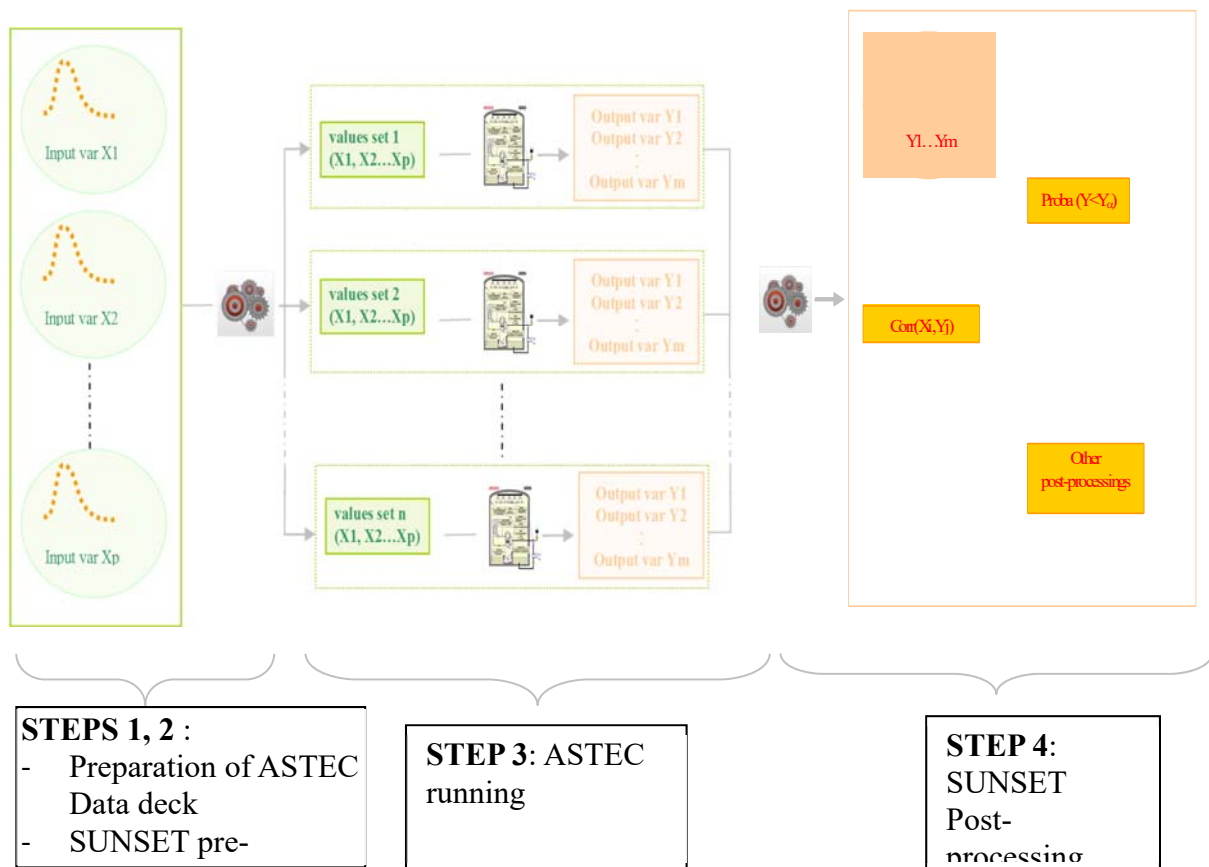 Input var X1
Input var X2
Input var Xp
values set 1
(X1, X2...Xp)
Output var Y1
Output var Y2
:
Output var Ym
values set 2
(X1, X2...Xp)
Output var Y1
Output var Y2
:
Output var Ym
values set n
(X1, X2...Xp)
Output var Y1
Output var Y2
:
Output var Ym
Y1…Ym
Proba (Y<Yα)
Corr(Xi,Yj)
Other
post-processings
STEPS 1, 2 :
- Preparation of ASTEC
Data deck
- SUNSET pre-
STEP 3: ASTEC
running
STEP 4:
SUNSET
Post-
processing